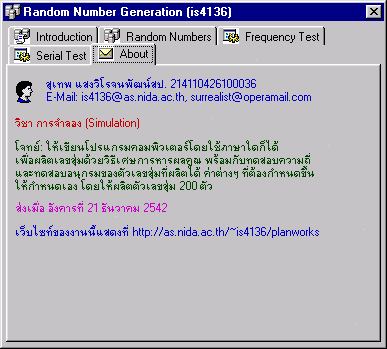 Random Number Generation (is4136)
Introduction Random Numbers Frequency Test
Serial Test About
สุเทพ แสงวิโรจนพัฒน์สป. 214110426100036
E-Mail: is4136@as.nida.ac.th, surrealist@operamail.com
วิชา การจำลอง (Simulation)
โจทย์: ให้เขียนโปรแกรมคอมพิวเตอร์โดยใช้ภาษาใดก็ได้
เพื่อผลิตเลขสุ่มด้วยวิธีเศษการหารผลคูณ พร้อมกับทดสอบความถี่
และทดสอบอนุกรมของตัวเลขสุ่มที่ผลิตได้ ค่าต่างๆ ที่ต้องกำหนดขึ้น
ให้กำหนดเอง โดยให้ผลิตตัวเลขสุ่ม 200 ตัว
ส่งเมื่อ อังคารที่ 21 ธันวาคม 2542
เว็บไซท์ของงานนี้แสดงที่ http://as.nida.ac.th/~is4136/planworks